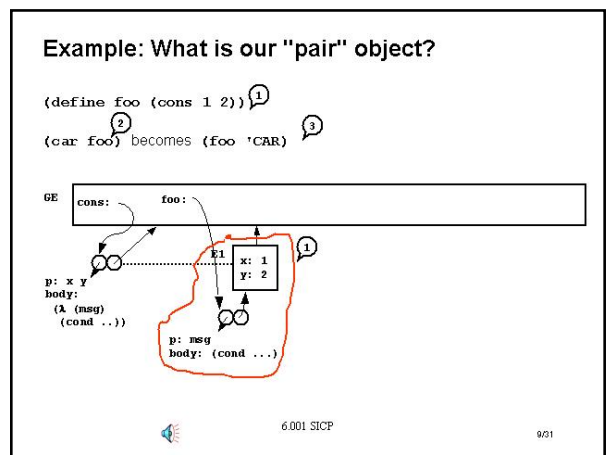 Example: What is our "pair" object?
(define foo (cons 1 2)) 1
2
(car foo) becomes (foo 'CAR) 3
GE cons: foo:
E1 x: 1 1
y: 2
p: x y
body:
(λ (msg)
(cond ..))
p: msg
body: (cond ...)
6.001 SICP
9/31